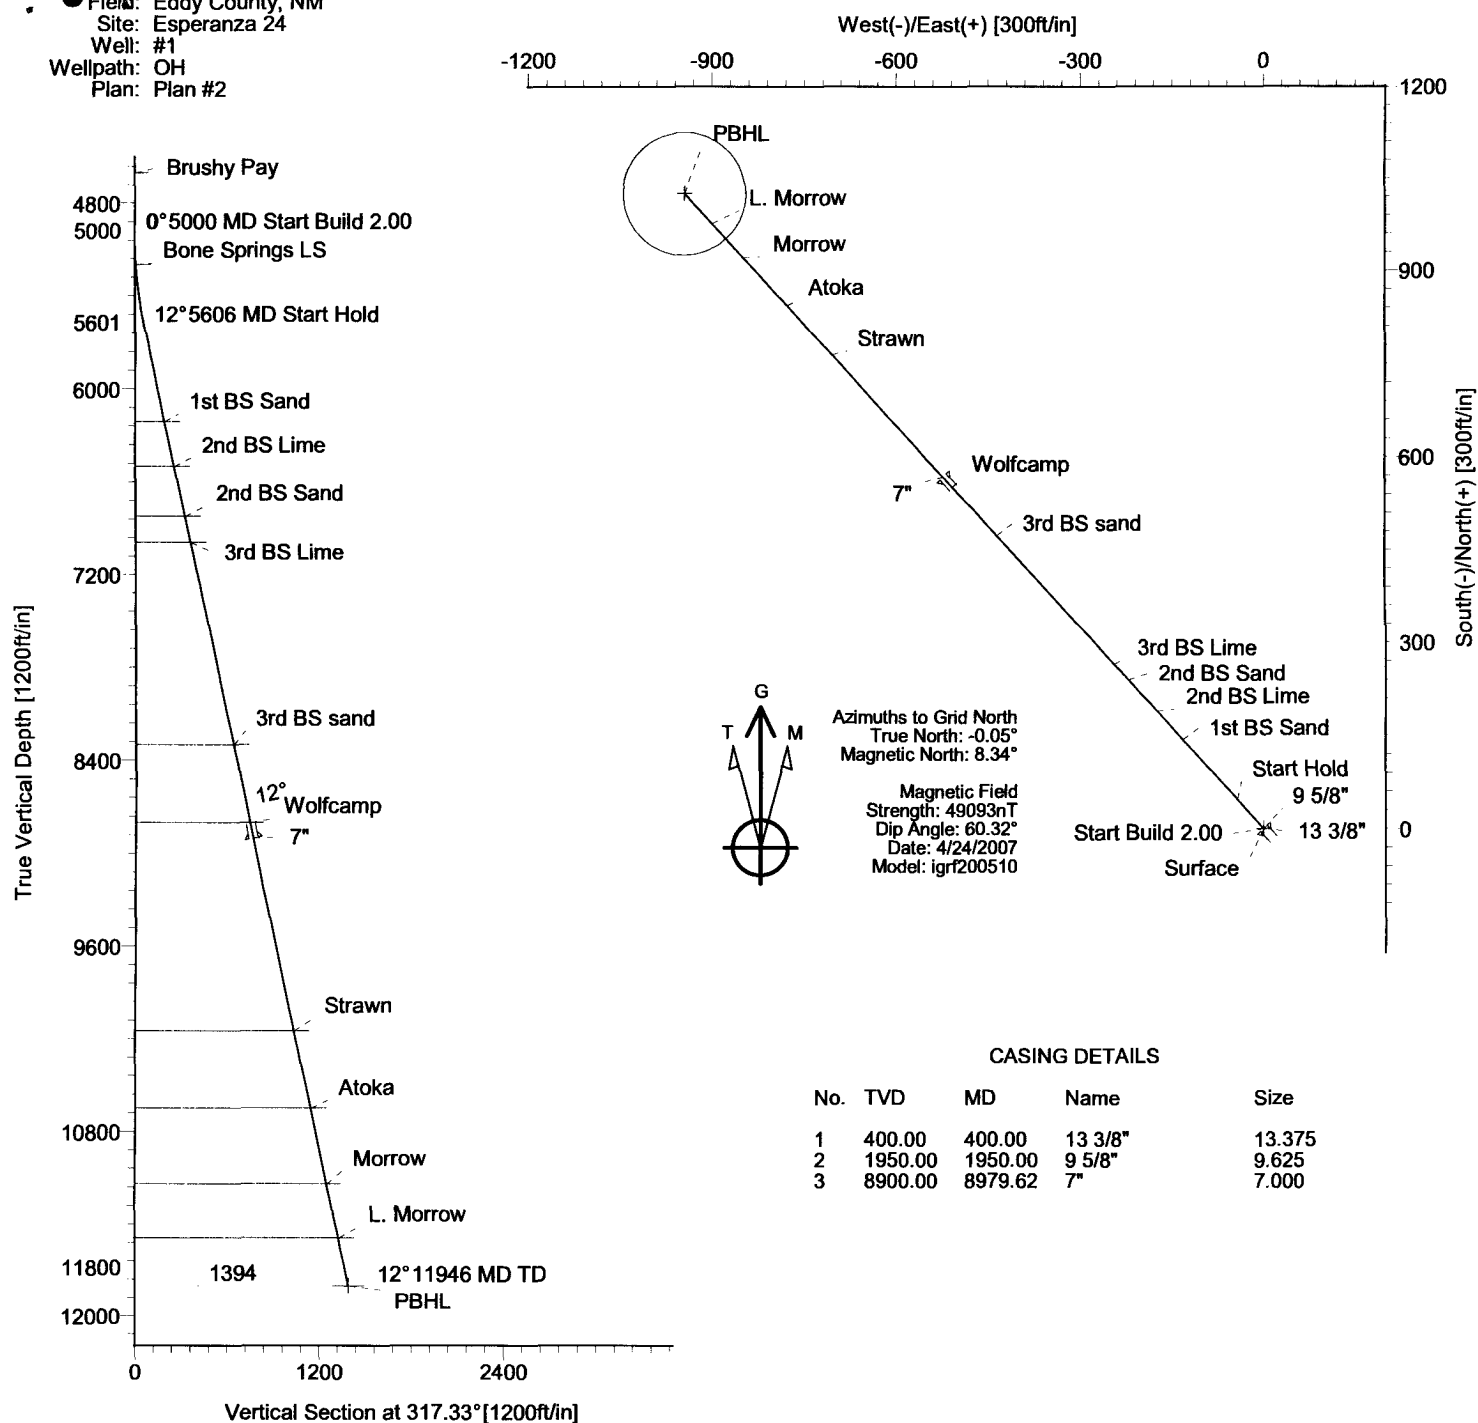 Field: Eddy County, NM
Site: Esperanza 24
Well: #1
Wellpath: OH
Plan: Plan #2
West(-)/East(+) [300ft/in]
-1200 -900 -600 -300 0
1200
900
600
300
0
South(-)/North(+) [300ft/in]
PBHL
L. Morrow
Morrow
Atoka
Strawn
Wolfcamp
7"
3rd BS sand
3rd BS Lime
2nd BS Sand
2nd BS Lime
1st BS Sand
Start Hold
9 5/8"
Start Build 2.00
13 3/8"
Surface
Brushy Pay
4800
0°5000 MD Start Build 2.00
5000
Bone Springs LS
12°5606 MD Start Hold
5601
6000
1st BS Sand
2nd BS Lime
2nd BS Sand
3rd BS Lime
7200
3rd BS sand
8400
12°
Wolfcamp
7"
9600
Strawn
Atoka
10800
Morrow
L. Morrow
11800
1394
12°11946 MD TD
PBHL
12000
True Vertical Depth [1200ft/in]
0 1200 2400
Vertical Section at 317.33°[1200ft/in]
G
T M
Azimuths to Grid North
True North: -0.05°
Magnetic North: 8.34°
Magnetic Field
Strength: 49093nT
Dip Angle: 60.32°
Date: 4/24/2007
Model: igrf200510
CASING DETAILS
No. TVD MD Name Size
1 400.00 400.00 13 3/8" 13.375
2 1950.00 1950.00 9 5/8" 9.625
3 8900.00 8979.62 7" 7.000